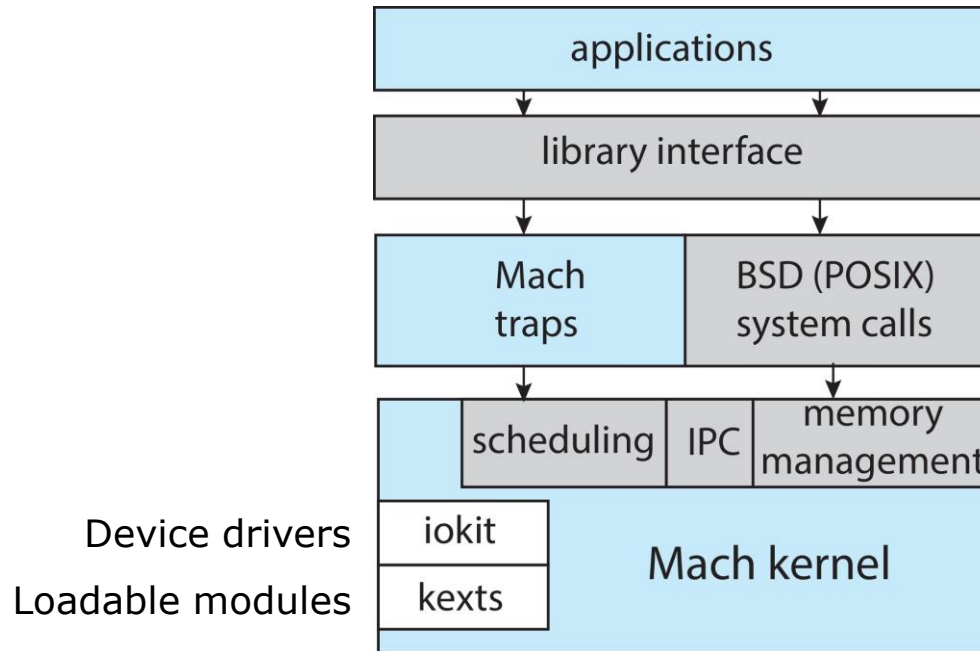 applications
library interface
Mach
traps
BSD (POSIX)
system calls
scheduling
IPC
memory
management
Device drivers
iokit
Mach kernel
Loadable modules
kexts